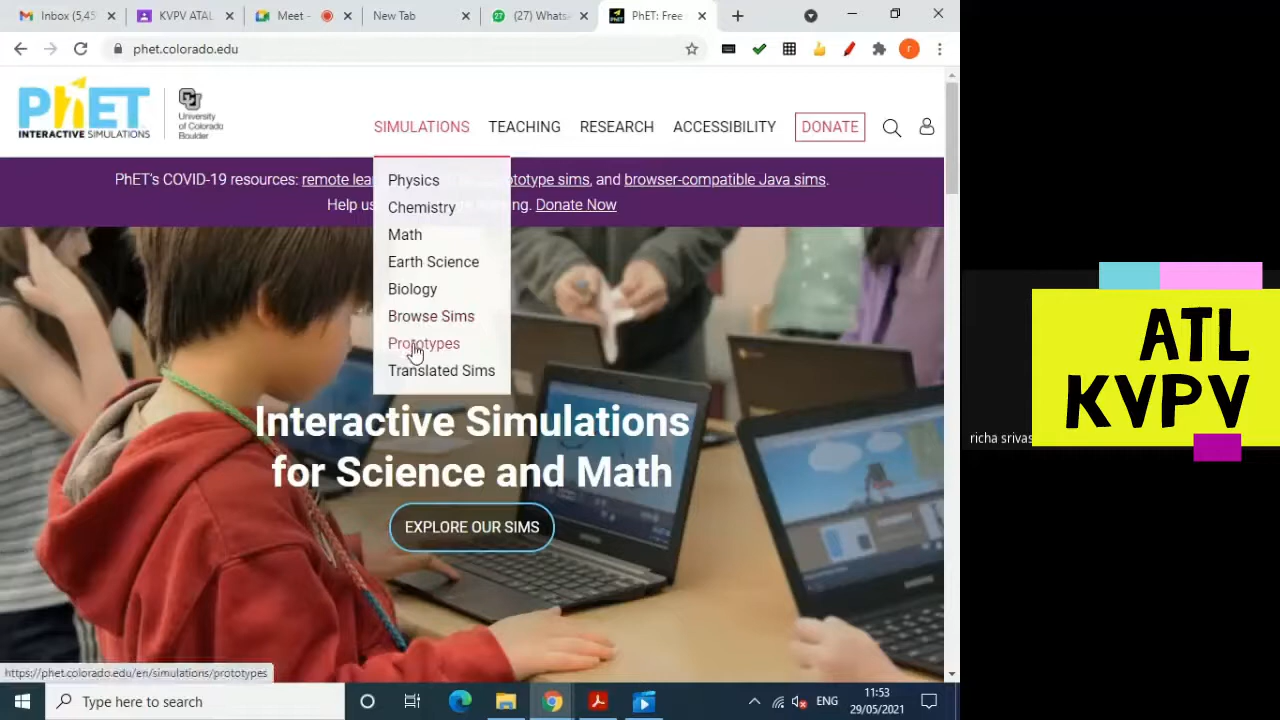 Inbox (5,45
KVPV ATAL
Meet -
New Tab
(27) Whats
PhET: Free
phet.colorado.edu
PhET
INTERACTIVE SIMULATIONS
University
of Colorado
Boulder
SIMULATIONS
TEACHING
RESEARCH
ACCESSIBILITY
DONATE
PhET's COVID-19 resources: remote lea ototype sims, and browser-compatible Java sims.
Help us ng. Donate Now
Physics
Chemistry
Math
Earth Science
Biology
Browse Sims
Prototypes
Translated Sims
Interactive Simulations
for Science and Math
EXPLORE OUR SIMS
https://phet.colorado.edu/en/simulations/prototypes
Type here to search
ENG
11:53
29/05/2021
ATL
KVPV
richa srivas